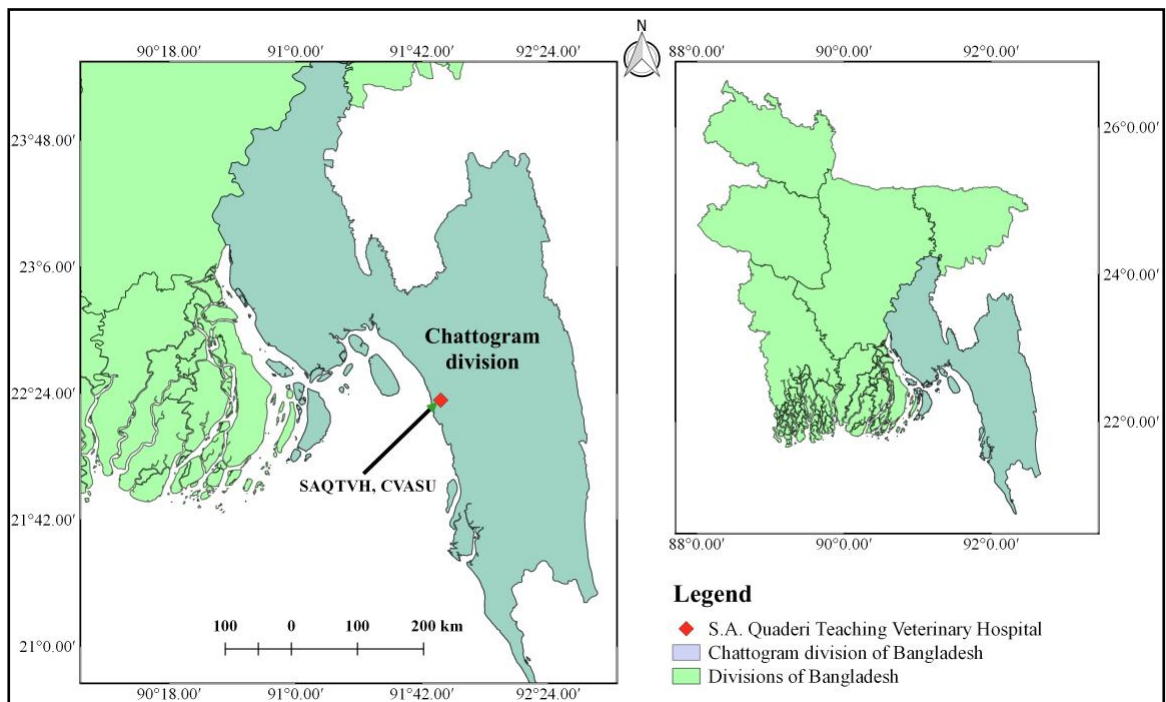 90°18.00′ 91°0.00′ 91°42.00′ 92°24.00′
23°48.00′
23°6.00′
22°24.00′
21°42.00′
21°0.00′
Chattogram
division
SAQTVH, CVASU
100 0 100 200 km
90°18.00′ 91°0.00′ 91°42.00′ 92°24.00′
N
88°0.00′ 90°0.00′ 92°0.00′
26°0.00′
24°0.00′
22°0.00′
88°0.00′ 90°0.00′ 92°0.00′
Legend
S.A. Quaderi Teaching Veterinary Hospital
Chattogram division of Bangladesh
Divisions of Bangladesh